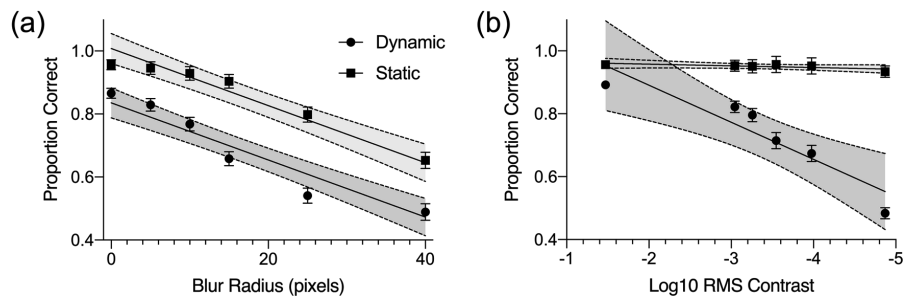 (a)
Proportion Correct
1.0
0.8
0.6
0.4
Dynamic
Static
0
20
40
Blur Radius (pixels)
(b)
Proportion Correct
1.0
0.8
0.6
0.4
-1
-2
-3
-4
-5
Log10 RMS Contrast